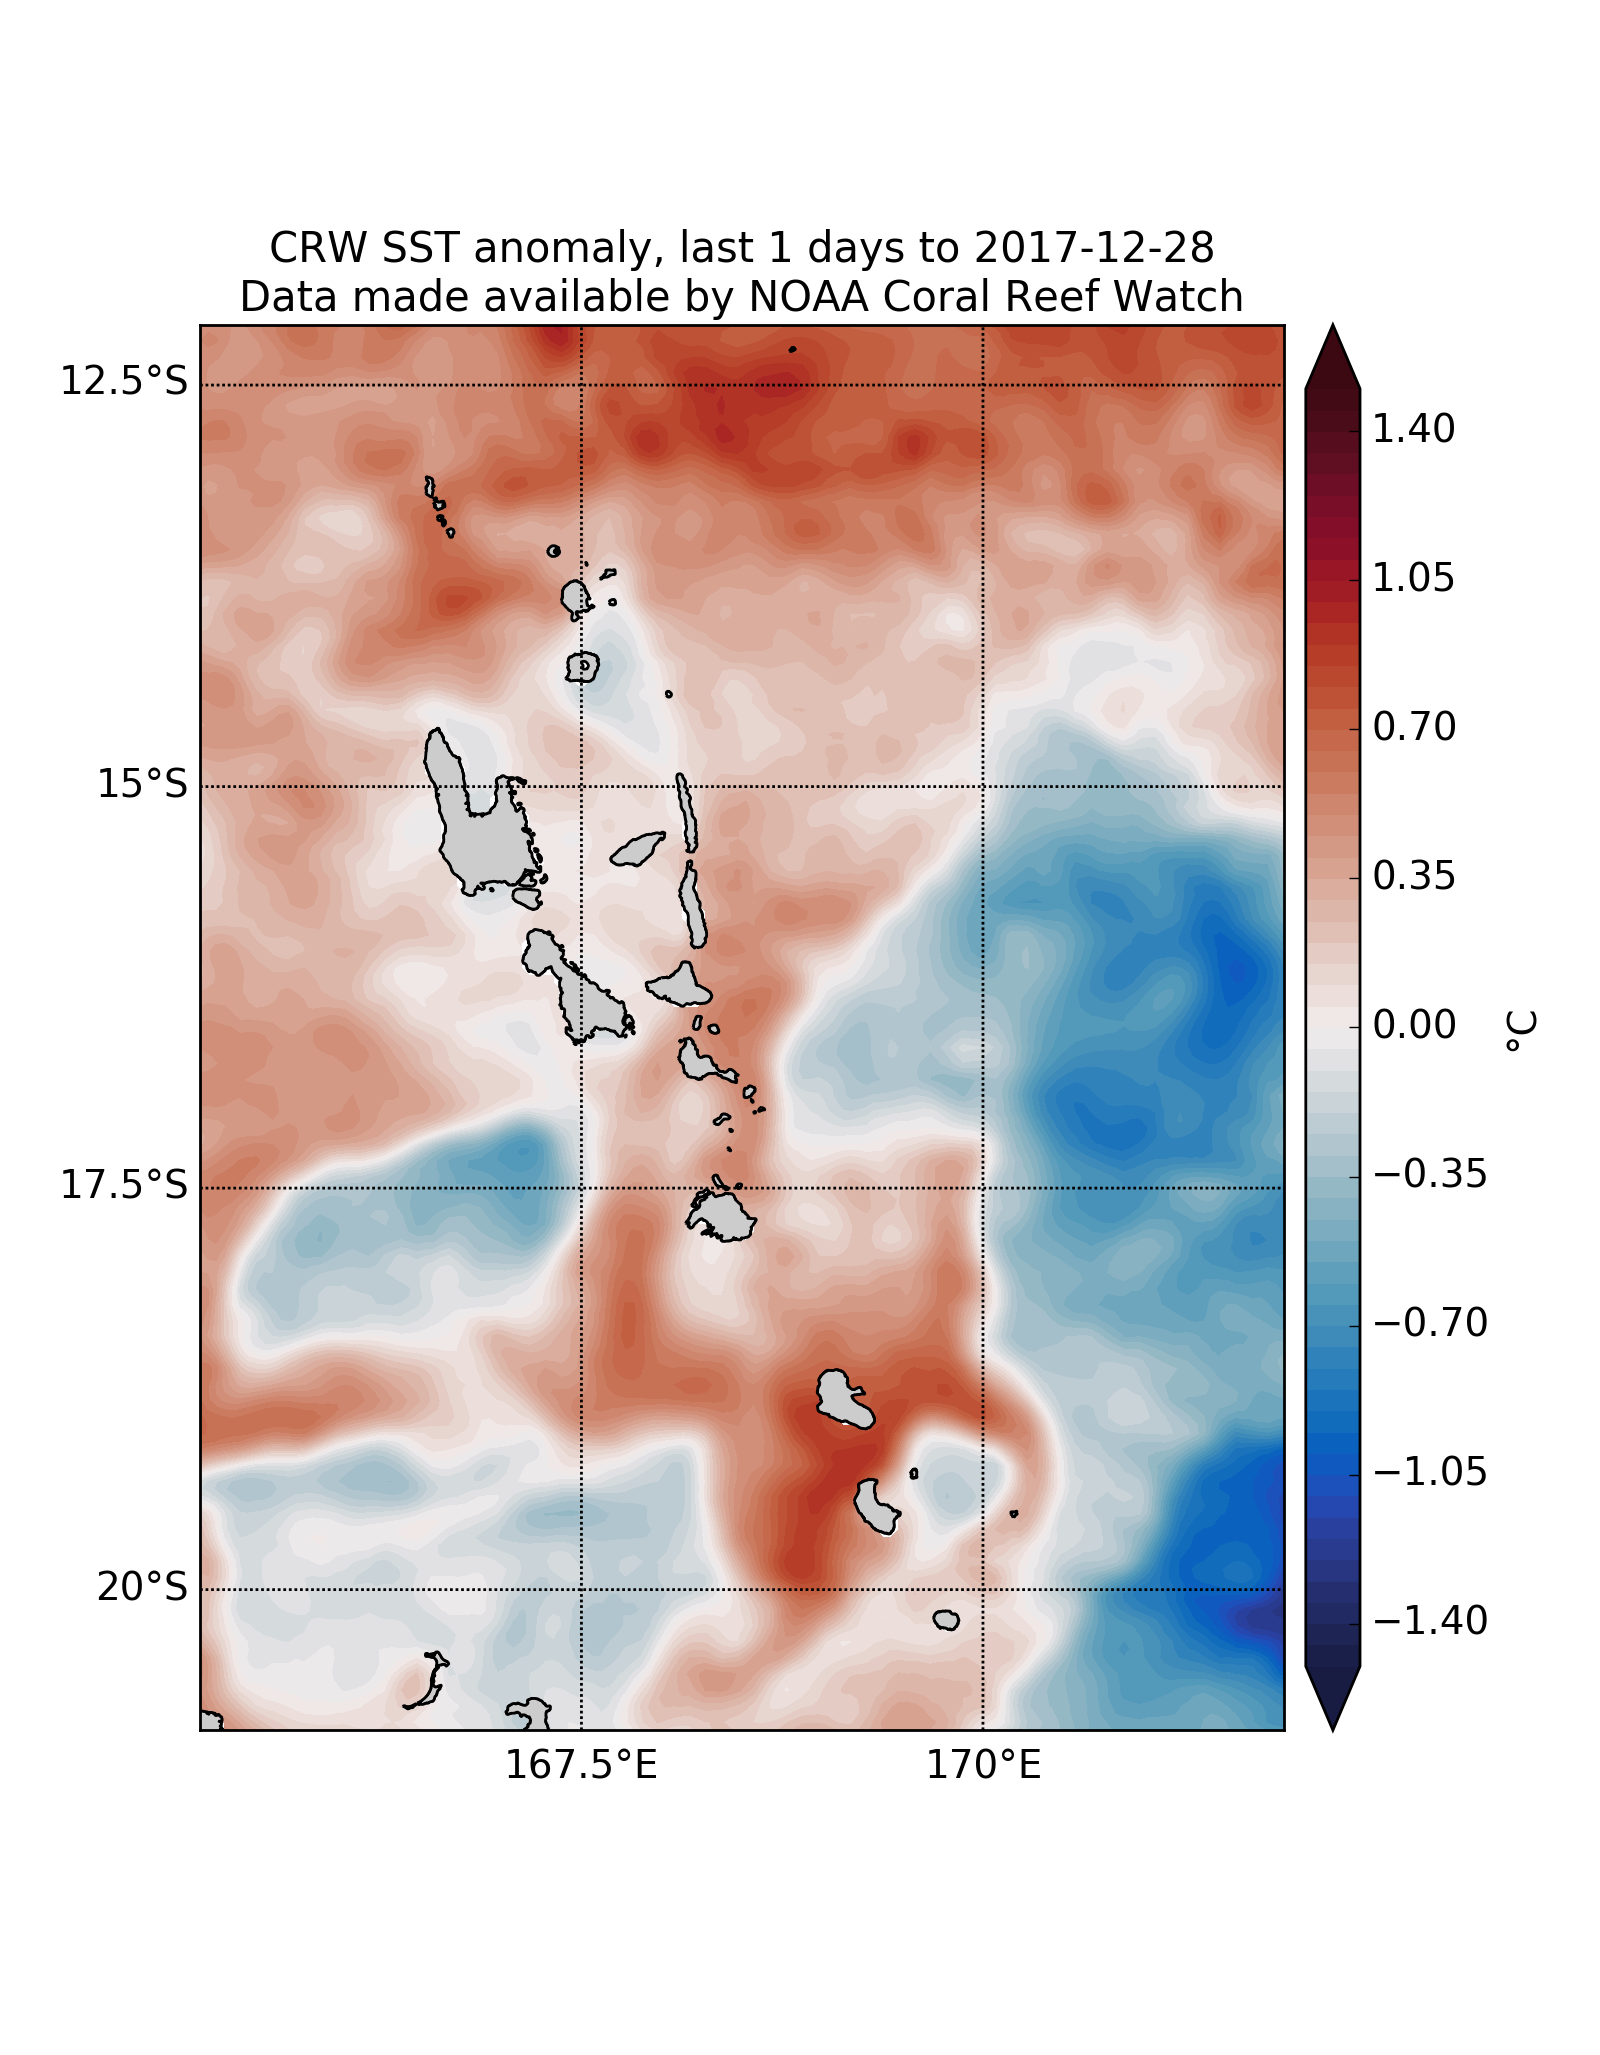 CRW SST anomaly, last 1 days to 2017-12-28
Data made available by NOAA Coral Reef Watch
12.5°S
15°S
17.5°S
20°S
167.5°E
170°E
1.40
1.05
0.70
0.35
0.00
−0.35
−0.70
−1.05
−1.40
°C